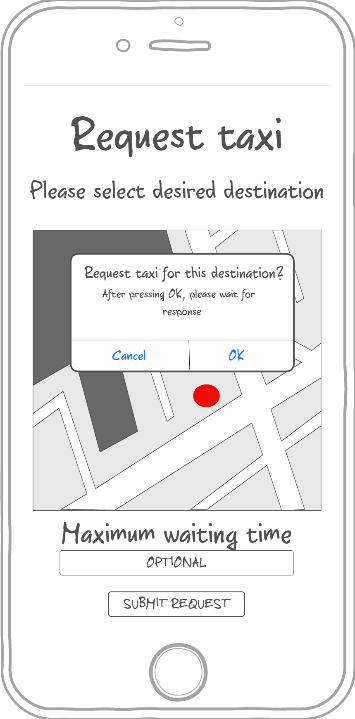 Request taxi
Please select desired destination
Request taxi for this destination?
After pressing OK, please wait for
response
Cancel
OK
Maximum waiting time
OPTIONAL
SUBMIT REQUEST